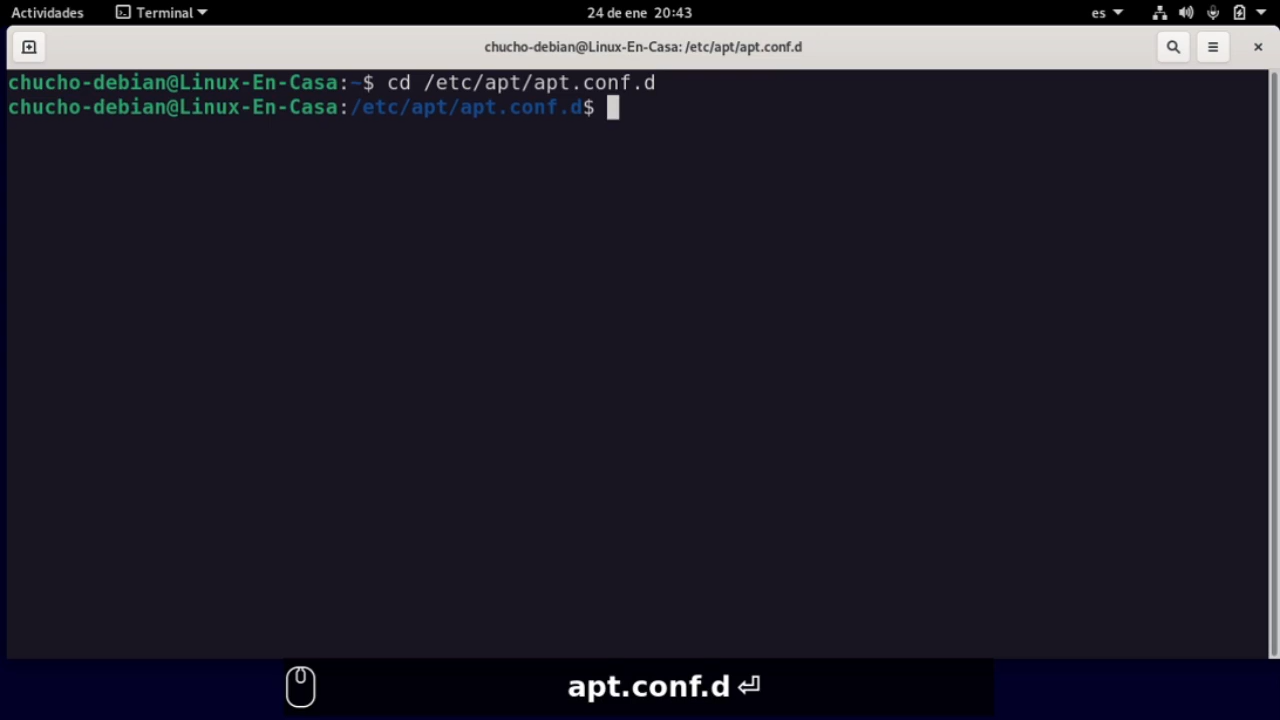 Actividades Terminal 24 de ene 20:43 es
chucho-debian@Linux-En-Casa: /etc/apt/apt.conf.d
chucho-debian@Linux-En-Casa:~$ cd /etc/apt/apt.conf.d
chucho-debian@Linux-En-Casa:/etc/apt/apt.conf.d$
apt.conf.d ⏎